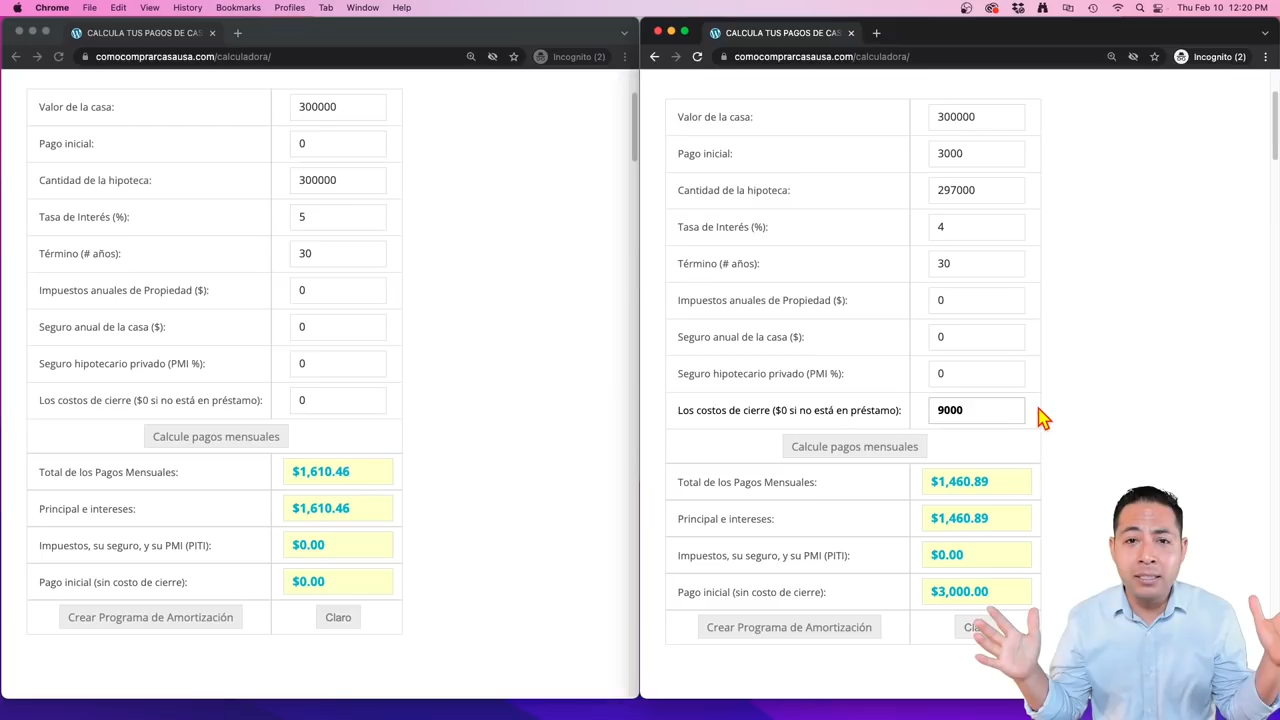 Chrome File Edit View History Bookmarks Profiles Tab Window Help
Thu Feb 10 12:20 PM
CALCULA TUS PAGOS DE CAS
comocomprarcasausa.com/calculadora/
Incognito (2)
Valor de la casa: 300000
Pago inicial: 0
Cantidad de la hipoteca: 300000
Tasa de Interés (%): 5
Término (# años): 30
Impuestos anuales de Propiedad ($): 0
Seguro anual de la casa ($): 0
Seguro hipotecario privado (PMI %): 0
Los costos de cierre ($0 si no está en préstamo): 0
Calcule pagos mensuales
Total de los Pagos Mensuales: $1,610.46
Principal e intereses: $1,610.46
Impuestos, su seguro, y su PMI (PITI): $0.00
Pago inicial (sin costo de cierre): $0.00
Crear Programa de Amortización Claro
CALCULA TUS PAGOS DE CAS
comocomprarcasausa.com/calculadora/
Incognito (2)
Valor de la casa: 300000
Pago inicial: 3000
Cantidad de la hipoteca: 297000
Tasa de Interés (%): 4
Término (# años): 30
Impuestos anuales de Propiedad ($): 0
Seguro anual de la casa ($): 0
Seguro hipotecario privado (PMI %): 0
Los costos de cierre ($0 si no está en préstamo): 9000
Calcule pagos mensuales
Total de los Pagos Mensuales: $1,460.89
Principal e intereses: $1,460.89
Impuestos, su seguro, y su PMI (PITI): $0.00
Pago inicial (sin costo de cierre): $3,000.00
Crear Programa de Amortización